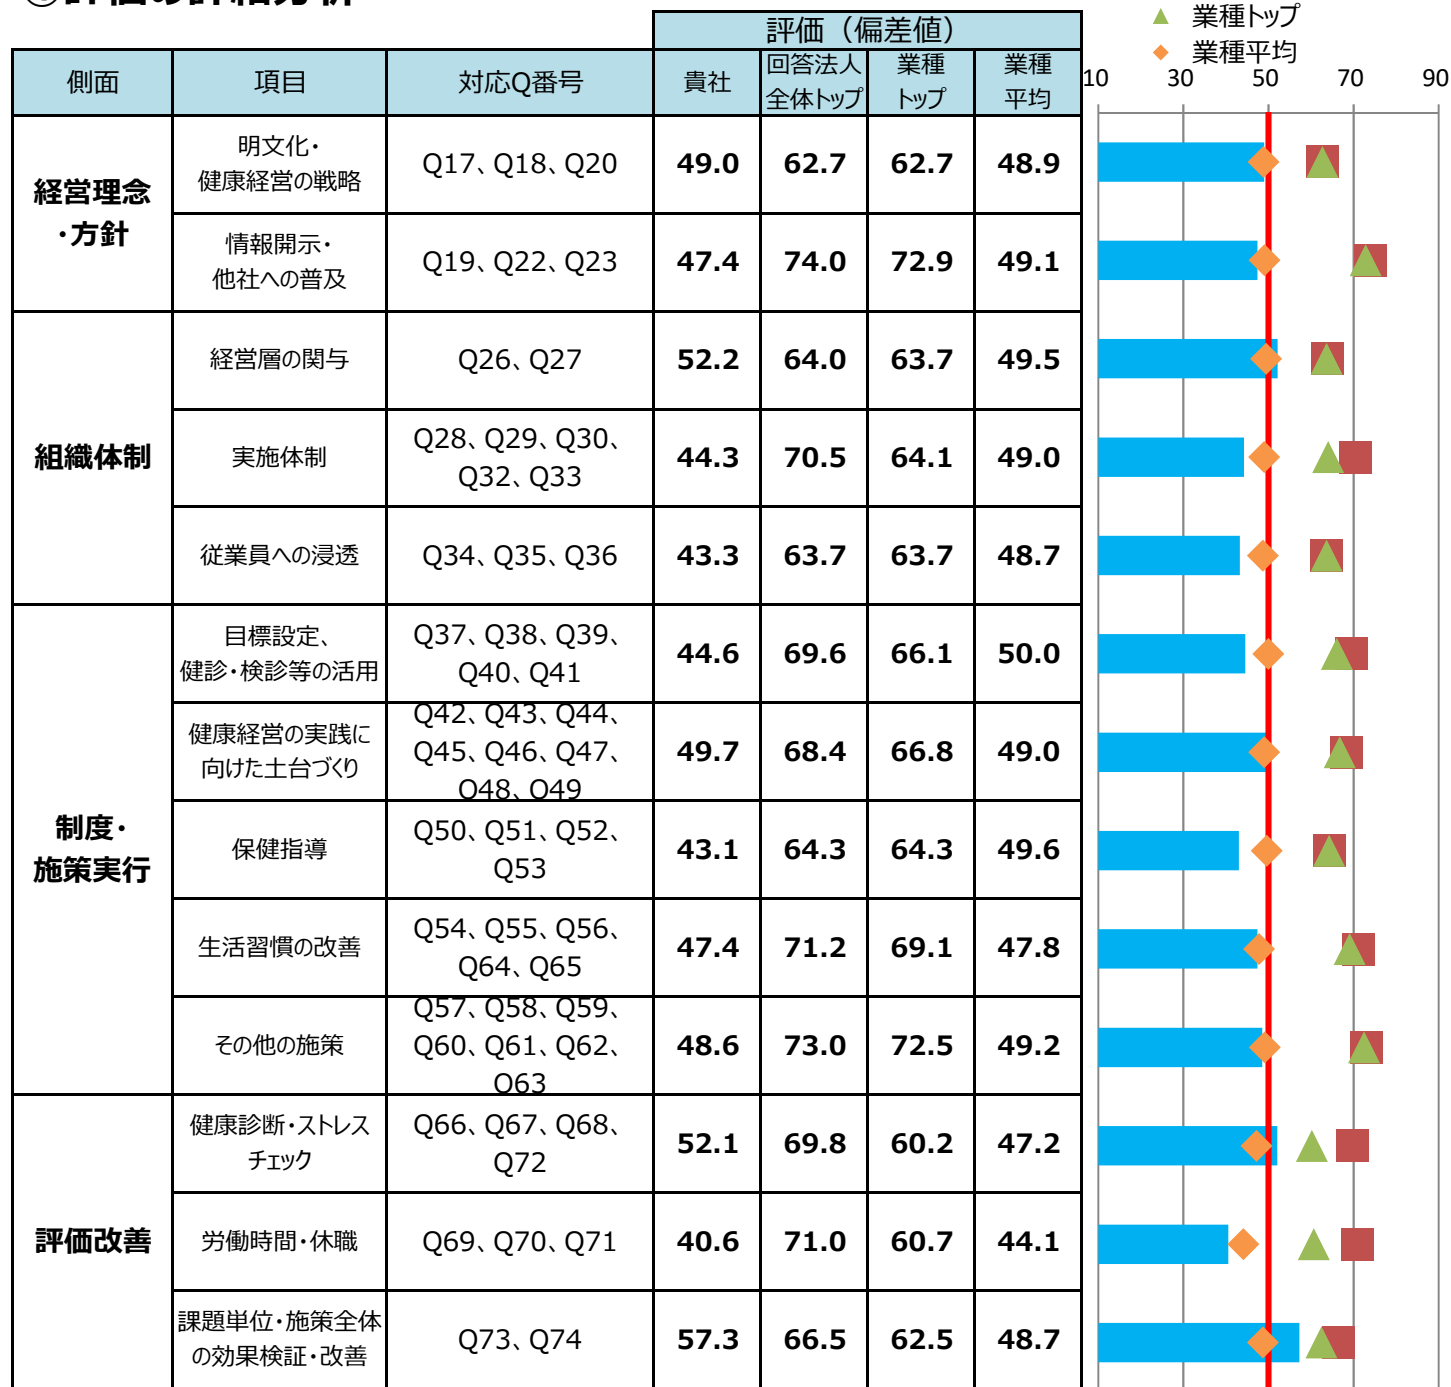 ▲ 業種トップ
◆ 業種平均
評価（偏差値）
側面 項目 対応Q番号 貴社 回答法人 業種 業種
全体トップ トップ 平均
10 30 50 70 90
経営理念
・方針
明文化・
健康経営の戦略
Q17、Q18、Q20 49.0 62.7 62.7 48.9
情報開示・
他社への普及
Q19、Q22、Q23 47.4 74.0 72.9 49.1
組織体制
経営層の関与 Q26、Q27 52.2 64.0 63.7 49.5
実施体制
Q28、Q29、Q30、
Q32、Q33
44.3 70.5 64.1 49.0
従業員への浸透 Q34、Q35、Q36 43.3 63.7 63.7 48.7
制度・
施策実行
目標設定、
健診・検診等の活用
Q37、Q38、Q39、
Q40、Q41
44.6 69.6 66.1 50.0
健康経営の実践に
向けた土台づくり
Q42、Q43、Q44、
Q45、Q46、Q47、
Q48、Q49
49.7 68.4 66.8 49.0
保健指導
Q50、Q51、Q52、
Q53
43.1 64.3 64.3 49.6
生活習慣の改善
Q54、Q55、Q56、
Q64、Q65
47.4 71.2 69.1 47.8
その他の施策
Q57、Q58、Q59、
Q60、Q61、Q62、
Q63
48.6 73.0 72.5 49.2
評価改善
健康診断・ストレス
チェック
Q66、Q67、Q68、
Q72
52.1 69.8 60.2 47.2
労働時間・休職 Q69、Q70、Q71 40.6 71.0 60.7 44.1
課題単位・施策全体
の効果検証・改善
Q73、Q74 57.3 66.5 62.5 48.7